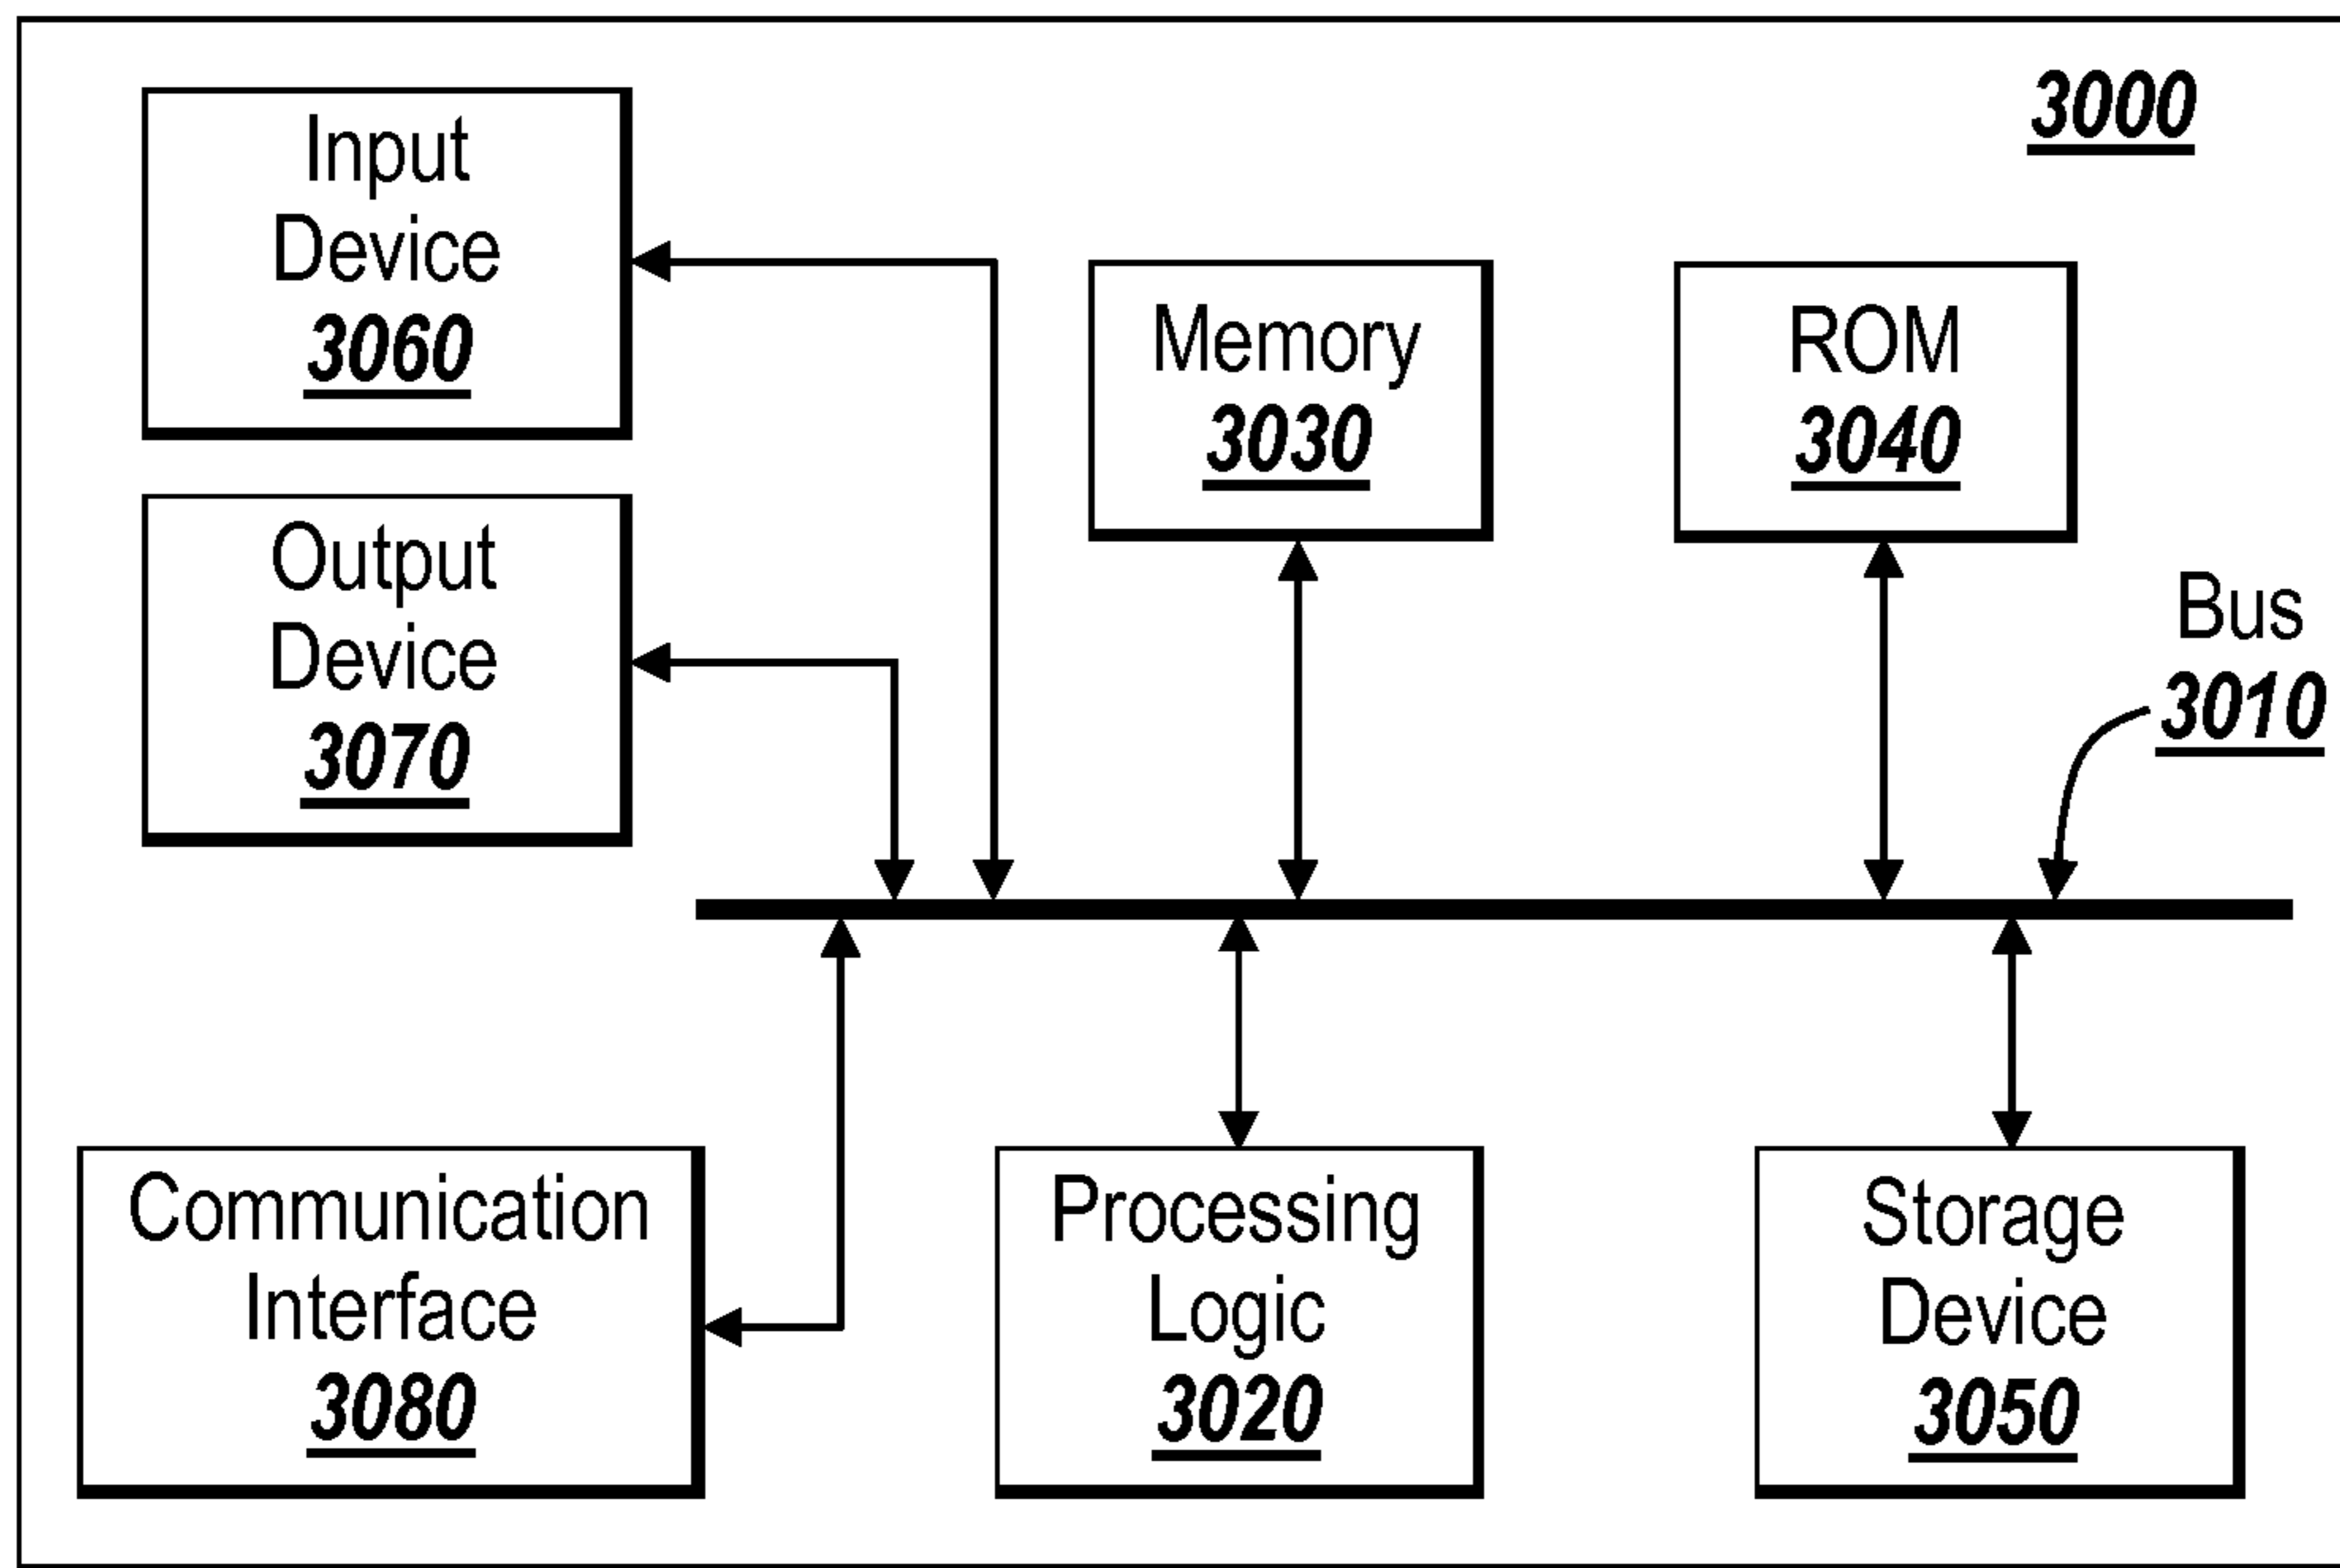 3000
Input
Device
3060
Memory
3030
ROM
3040
Output
Device
3070
Bus
3010
Communication
Interface
3080
Processing
Logic
3020
Storage
Device
3050